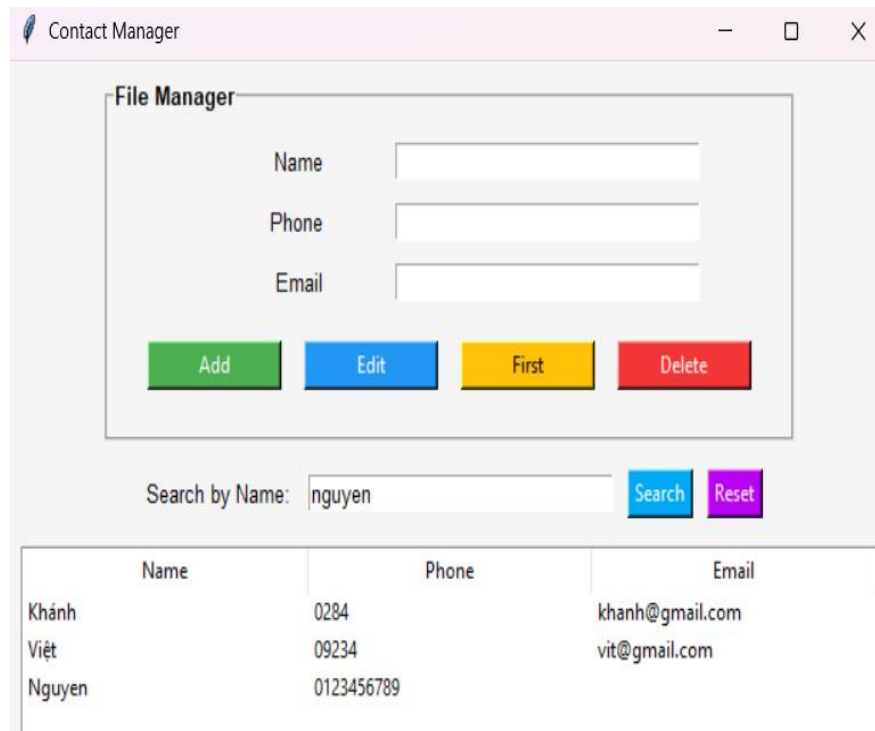 Contact Manager
File Manager
Name
Phone
Email
Add Edit First Delete
Search by Name: nguyen Search Reset
Name Phone Email
Khánh 0284 khanh@gmail.com
Việt 09234 vit@gmail.com
Nguyen 0123456789